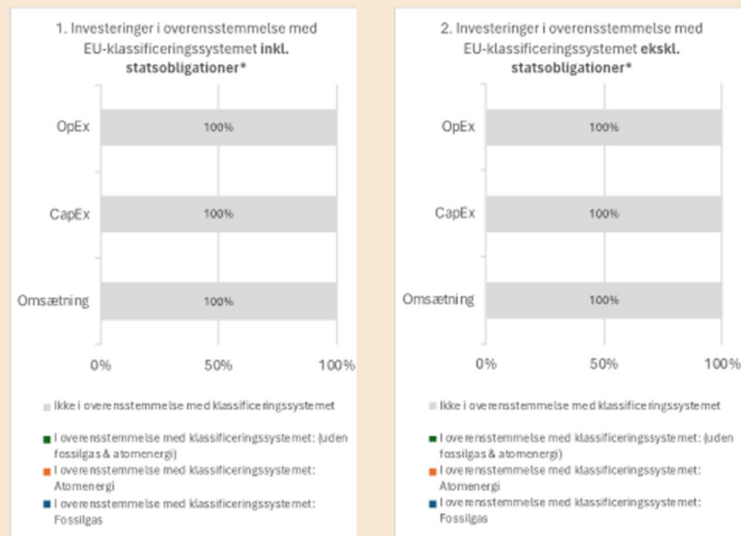 1. Investeringer i overensstemmelse med
EU-klassificeringssystemet inkl.
statsobligationer*
OpEx
100%
CapEx
100%
Omsætning
100%
0%
50%
100%
Ikke i overensstemmelse med klassificeringssystemet
I overensstemmelse med klassificeringssystemet: (uden
fossilgas & atomenergi)
I overensstemmelse med klassificeringssystemet:
Atomenergi
I overensstemmelse med klassificeringssystemet:
Fossilgas
2. Investeringer i overensstemmelse med
EU-klassificeringssystemet ekskl.
statsobligationer*
OpEx
100%
CapEx
100%
Omsætning
100%
0%
50%
100%
Ikke i overensstemmelse med klassificeringssystemet
I overensstemmelse med klassificeringssystemet: (uden
fossilgas & atomenergi)
I overensstemmelse med klassificeringssystemet:
Atomenergi
I overensstemmelse med klassificeringssystemet:
Fossilgas